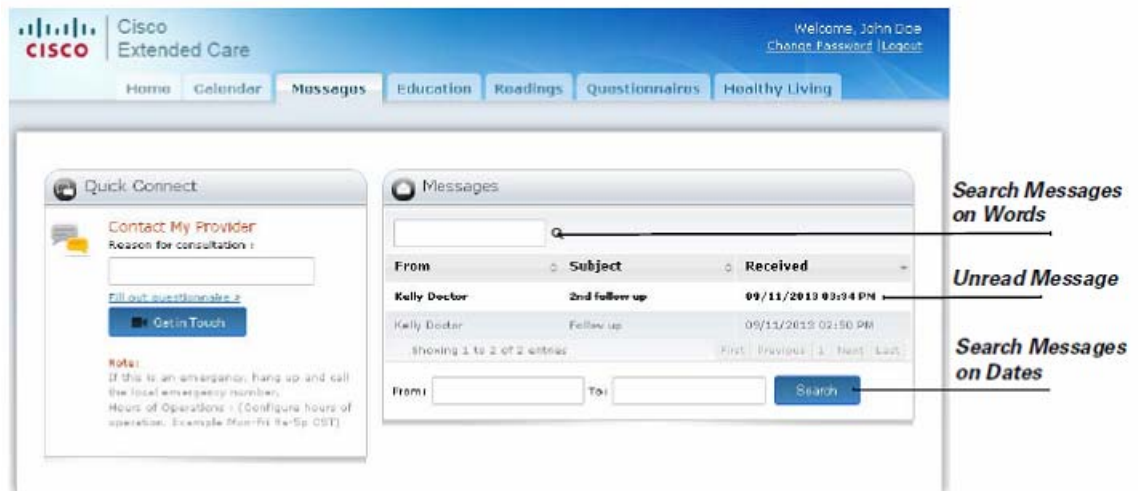 CISCO
Cisco
Extended Care
Welcome, John Doe
Change Password | Logout
Home Calendar Messages Education Readings Questionnaires Healthy Living
Quick Connect
Contact My Provider
Reason for consultation :
Fill out questionnaire »
Get in Touch
Note:
If this is an emergency, hang up and call
the local emergency number.
Hours of Operations : (Configure hours of
operation. Example Mon-Fri 8a-5p CST)
Messages
From Subject Received
Kelly Doctor 2nd follow up 09/11/2013 03:34 PM
Kelly Doctor Follow up 09/11/2013 02:50 PM
Showing 1 to 2 of 2 entries First Previous 1 Next Last
From: To: Search
Search Messages
on Words
Unread Message
Search Messages
on Dates